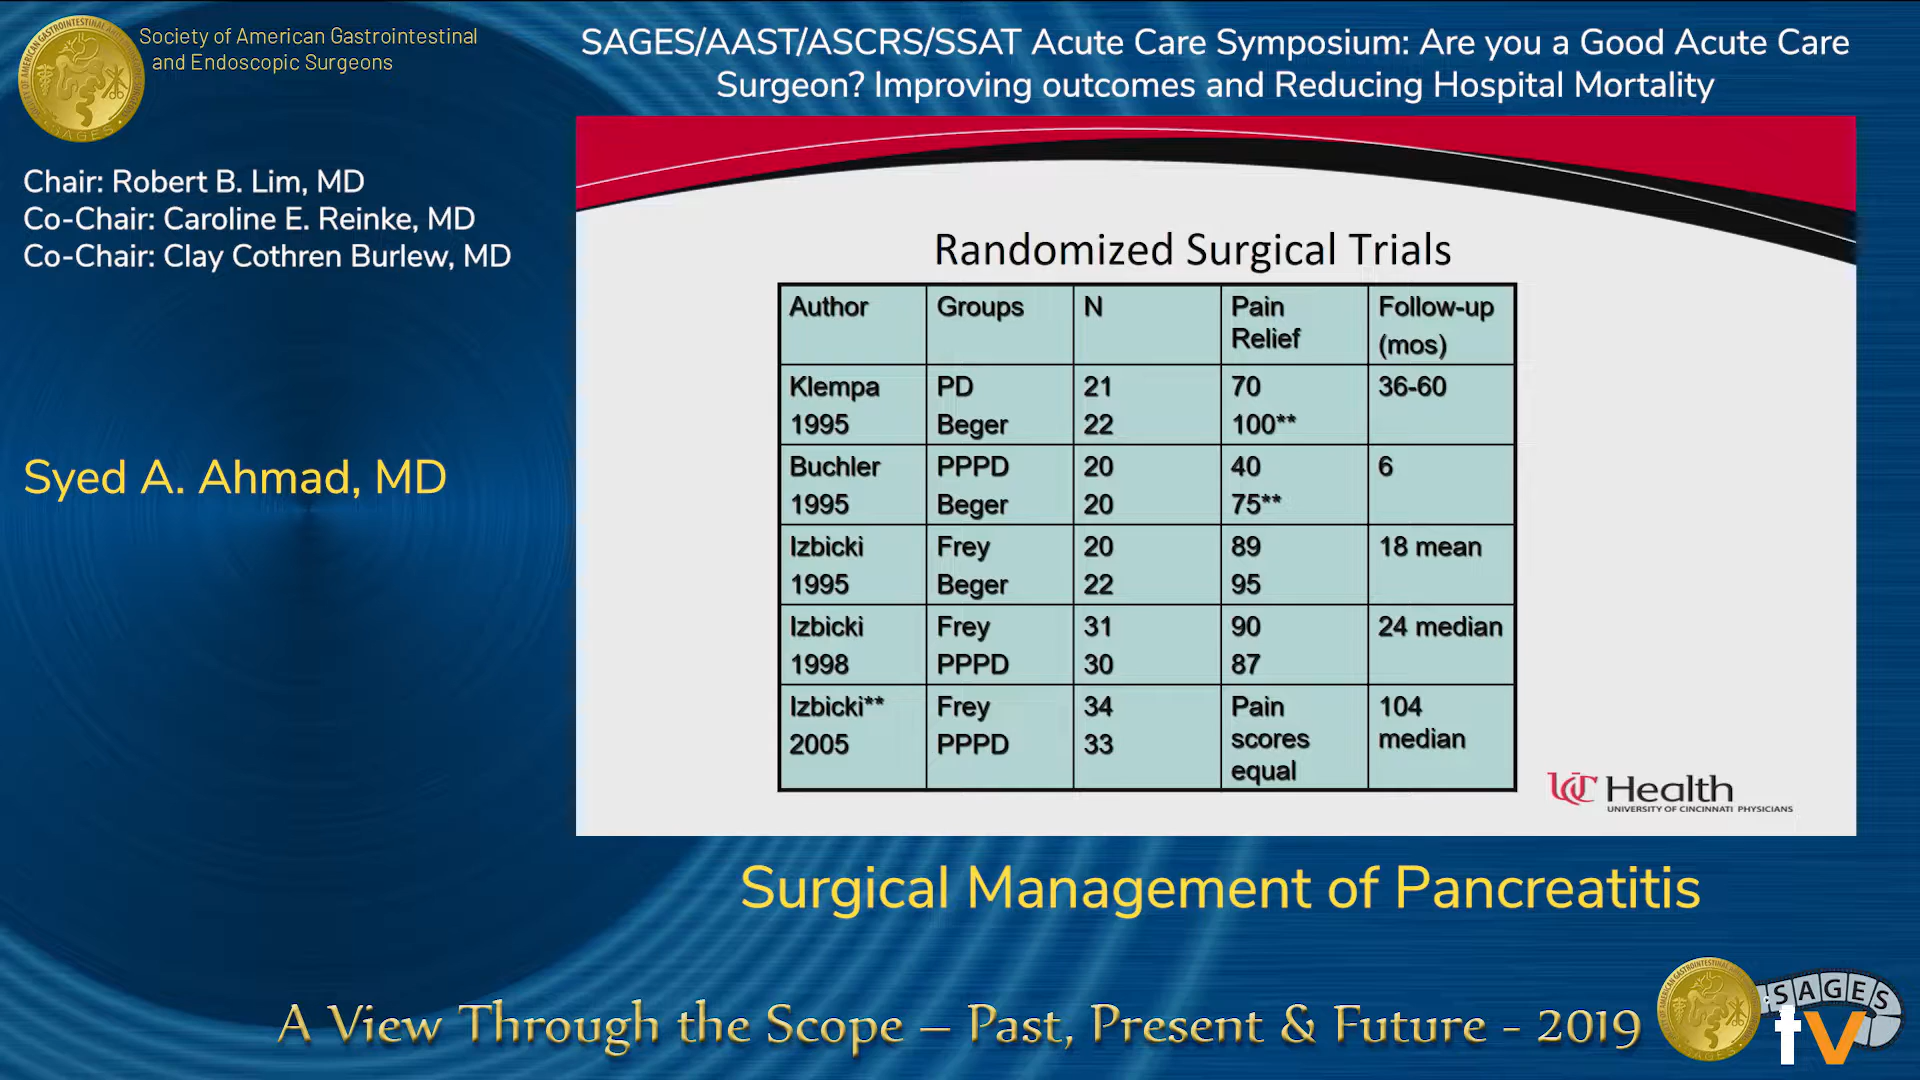 Society of American Gastrointestinal
and Endoscopic Surgeons
SAGES/AAST/ASCRS/SSAT Acute Care Symposium: Are you a Good Acute Care
Surgeon? Improving outcomes and Reducing Hospital Mortality
Chair: Robert B. Lim, MD
Co-Chair: Caroline E. Reinke, MD
Co-Chair: Clay Cothren Burlew, MD
Syed A. Ahmad, MD
Randomized Surgical Trials
Author Groups N Pain Relief Follow-up (mos)
Klempa PD 21 70 36-60
1995 Beger 22 100**
Buchler PPPD 20 40 6
1995 Beger 20 75**
Izbicki Frey 20 89 18 mean
1995 Beger 22 95
Izbicki Frey 31 90 24 median
1998 PPPD 30 87
Izbicki** Frey 34 Pain 104
2005 PPPD 33 scores median
equal
UC Health
UNIVERSITY OF CINCINNATI PHYSICIANS
Surgical Management of Pancreatitis
A View Through the Scope – Past, Present & Future - 2019
SAGES
tv